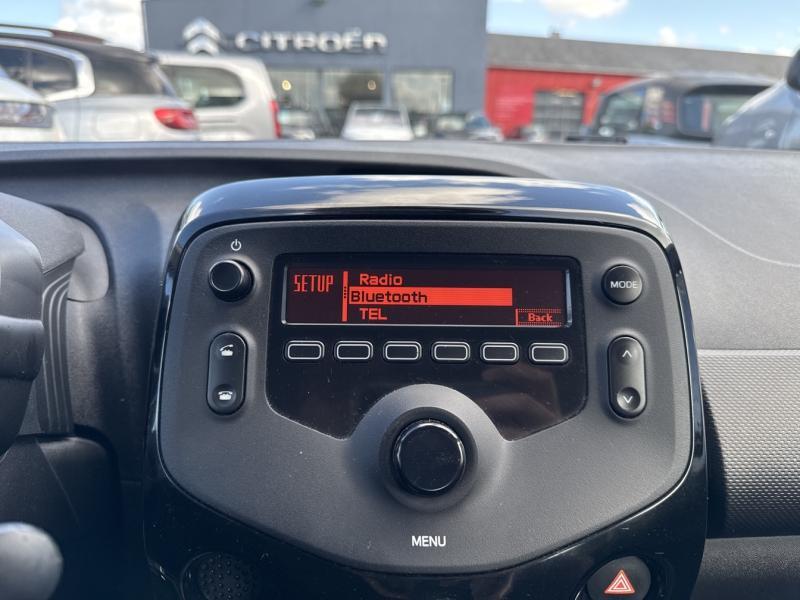 CITROËN
SETUP
Radio
Bluetooth
TEL
Back
MODE
MENU